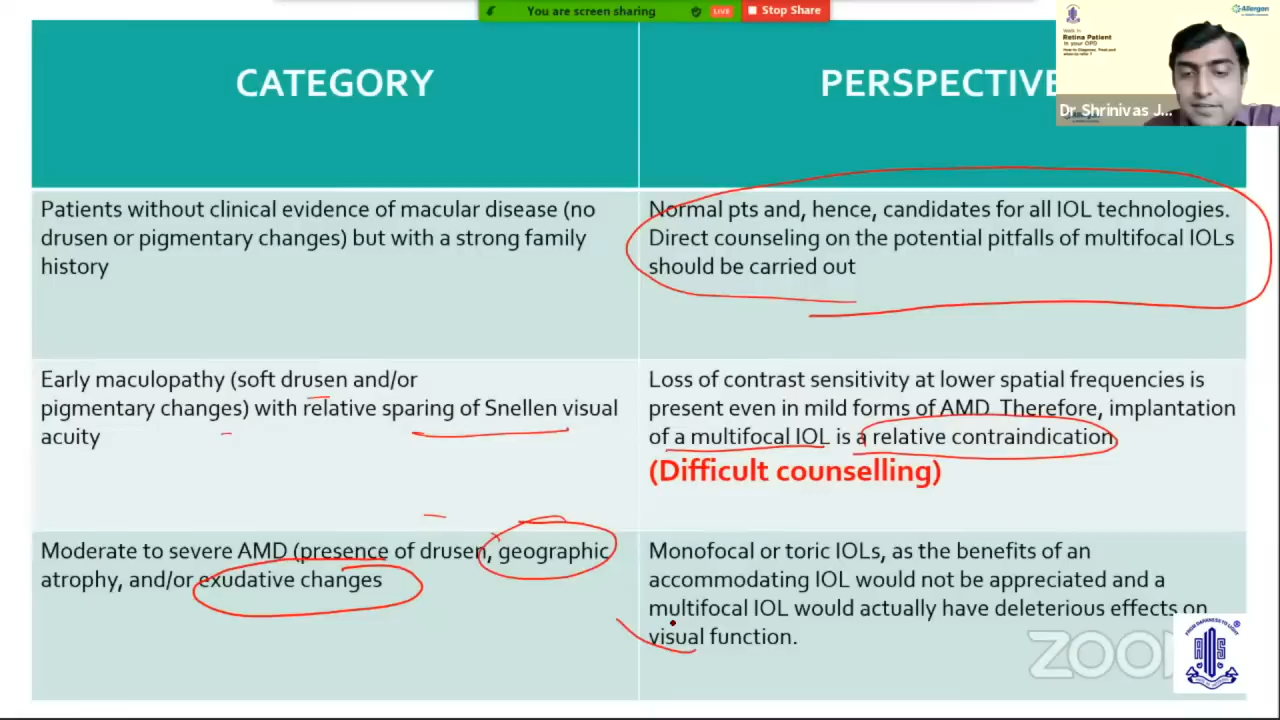 You are screen sharing
LIVE
Stop Share
Allergan
Retina Patient
in your OPD
Dr Shrinivas J...
CATEGORY
PERSPECTIVE
Patients without clinical evidence of macular disease (no
drusen or pigmentary changes) but with a strong family
history
Normal pts and, hence, candidates for all IOL technologies.
Direct counseling on the potential pitfalls of multifocal IOLs
should be carried out
Early maculopathy (soft drusen and/or
pigmentary changes) with relative sparing of Snellen visual
acuity
Loss of contrast sensitivity at lower spatial frequencies is
present even in mild forms of AMD. Therefore, implantation
of a multifocal IOL is a relative contraindication
(Difficult counselling)
Moderate to severe AMD (presence of drusen, geographic
atrophy, and/or exudative changes
Monofocal or toric IOLs, as the benefits of an
accommodating IOL would not be appreciated and a
multifocal IOL would actually have deleterious effects on
visual function.
ZOOM